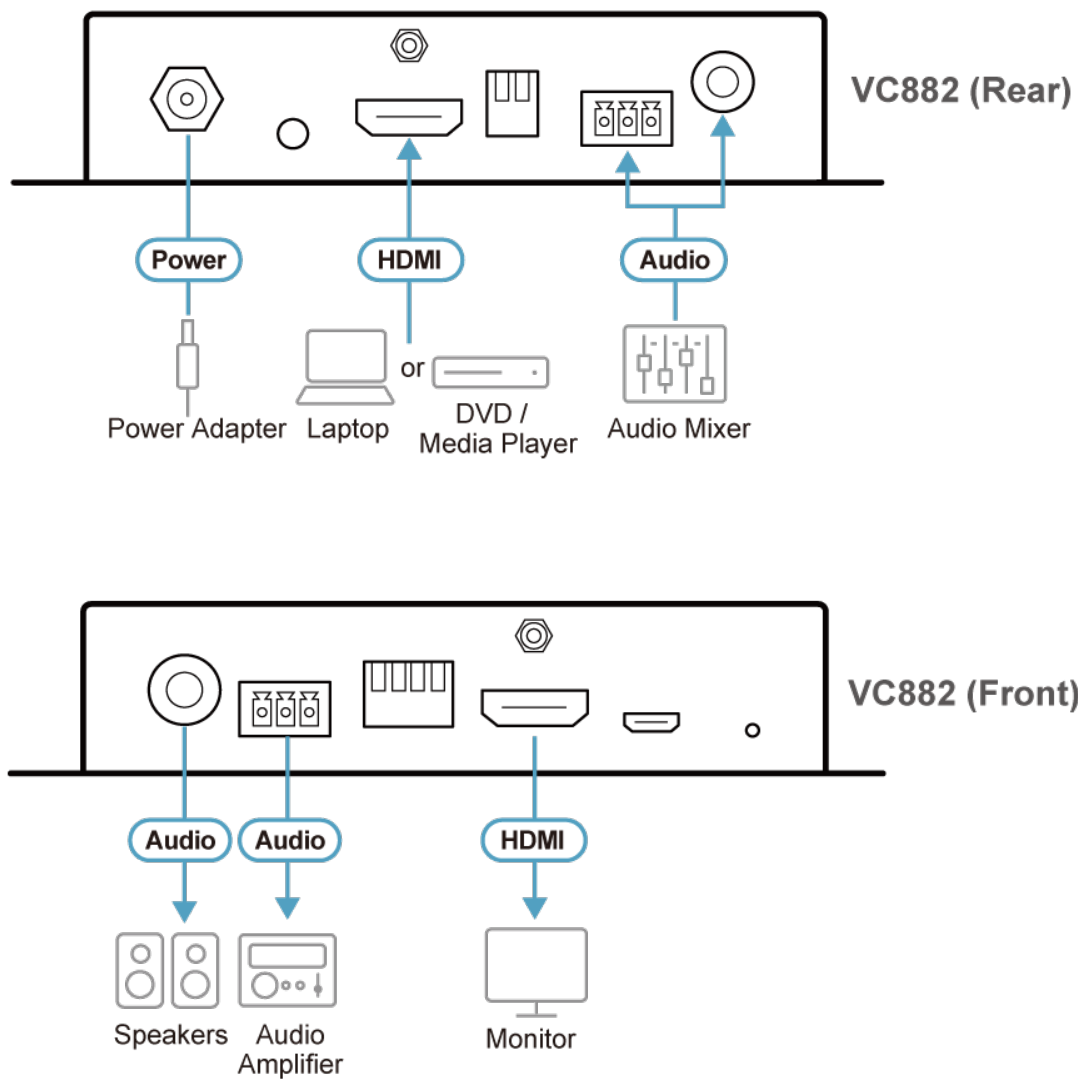 VC882 (Rear)
Power
HDMI
Audio
or
Power Adapter
Laptop
DVD /
Media Player
Audio Mixer
VC882 (Front)
Audio
Audio
HDMI
Speakers
Audio
Amplifier
Monitor